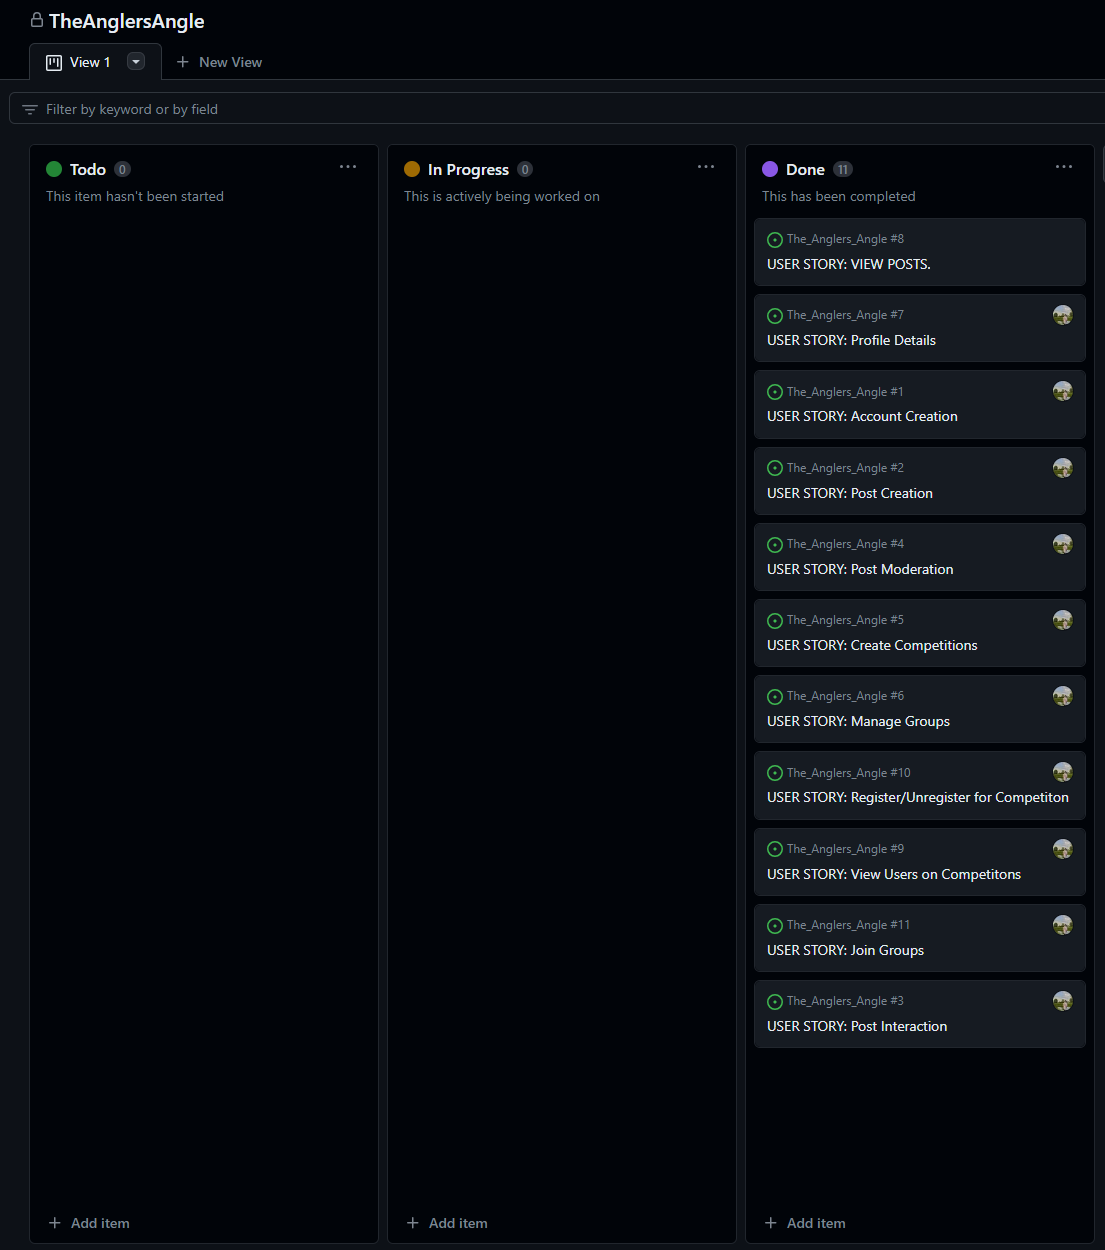 TheAnglersAngle
View 1
New View
Filter by keyword or by field
Todo 0
This item hasn't been started
Add item
In Progress 0
This is actively being worked on
Add item
Done 11
This has been completed
The_Anglers_Angle #8
USER STORY: VIEW POSTS.
The_Anglers_Angle #7
USER STORY: Profile Details
The_Anglers_Angle #1
USER STORY: Account Creation
The_Anglers_Angle #2
USER STORY: Post Creation
The_Anglers_Angle #4
USER STORY: Post Moderation
The_Anglers_Angle #5
USER STORY: Create Competitions
The_Anglers_Angle #6
USER STORY: Manage Groups
The_Anglers_Angle #10
USER STORY: Register/Unregister for Competiton
The_Anglers_Angle #9
USER STORY: View Users on Competitons
The_Anglers_Angle #11
USER STORY: Join Groups
The_Anglers_Angle #3
USER STORY: Post Interaction
Add item